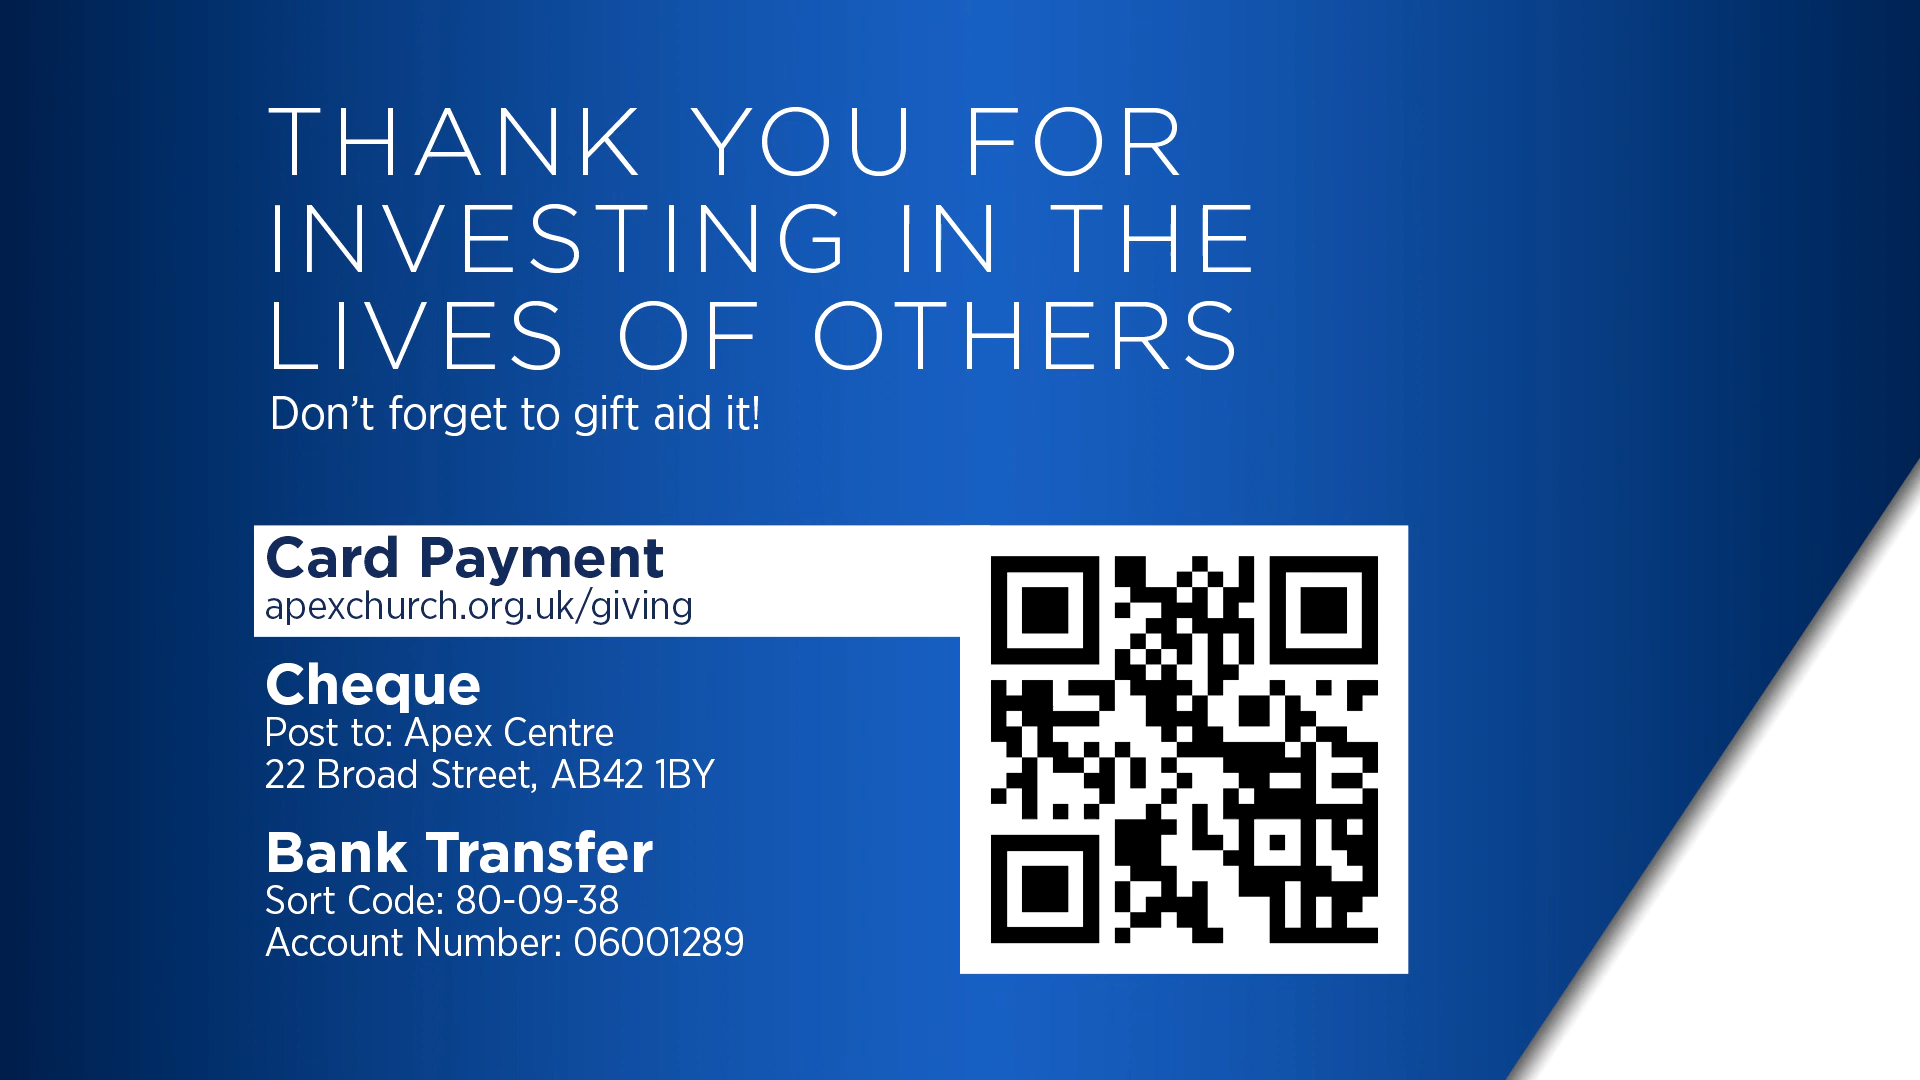 THANK YOU FOR
INVESTING IN THE
LIVES OF OTHERS
Don't forget to gift aid it!
Card Payment
apexchurch.org.uk/giving
Cheque
Post to: Apex Centre
22 Broad Street, AB42 1BY
Bank Transfer
Sort Code: 80-09-38
Account Number: 06001289